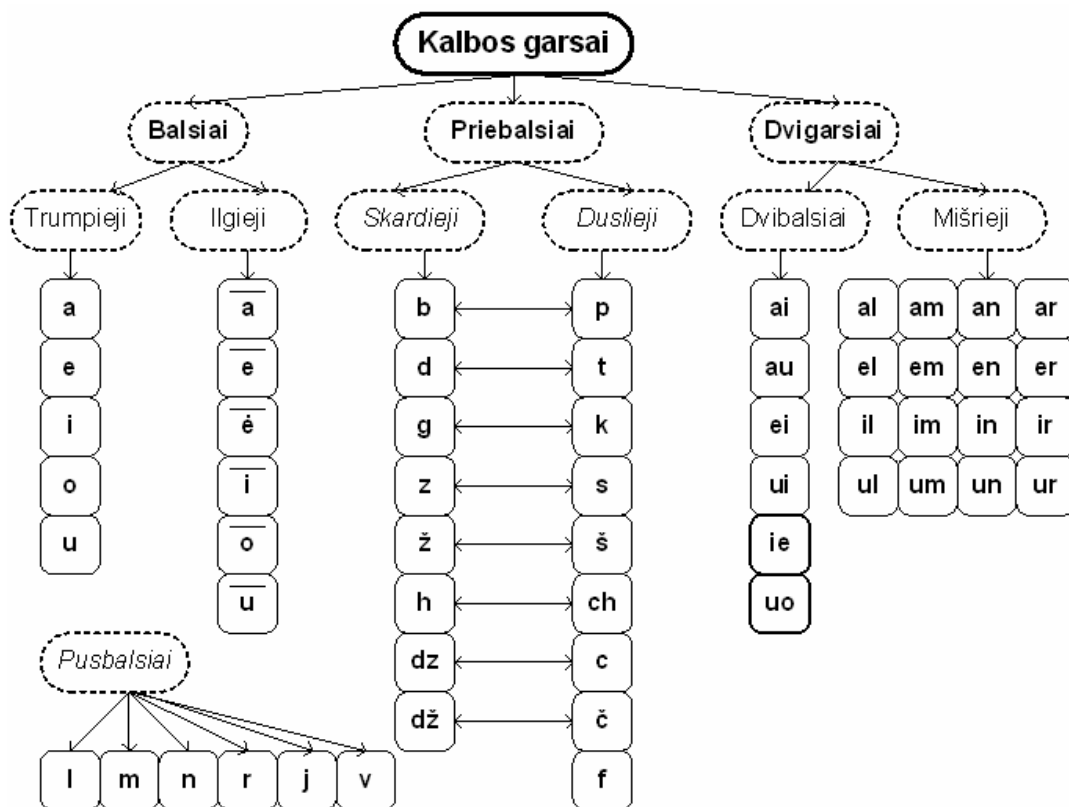 Kalbos garsai
Balsiai Priebalsiai Dvigarsiai
Trumpieji Ilgieji Skardieji Duslieji Dvibalsiai Mišrieji
a a̅ b p ai al am an ar
e e̅ d t au el em en er
i ė̅ g k ei il im in ir
o i̅ z s ui ul um un ur
u o̅ ž š ie
u̅ h ch uo
Pusbalsiai dz c
dž č
l m n r j v f